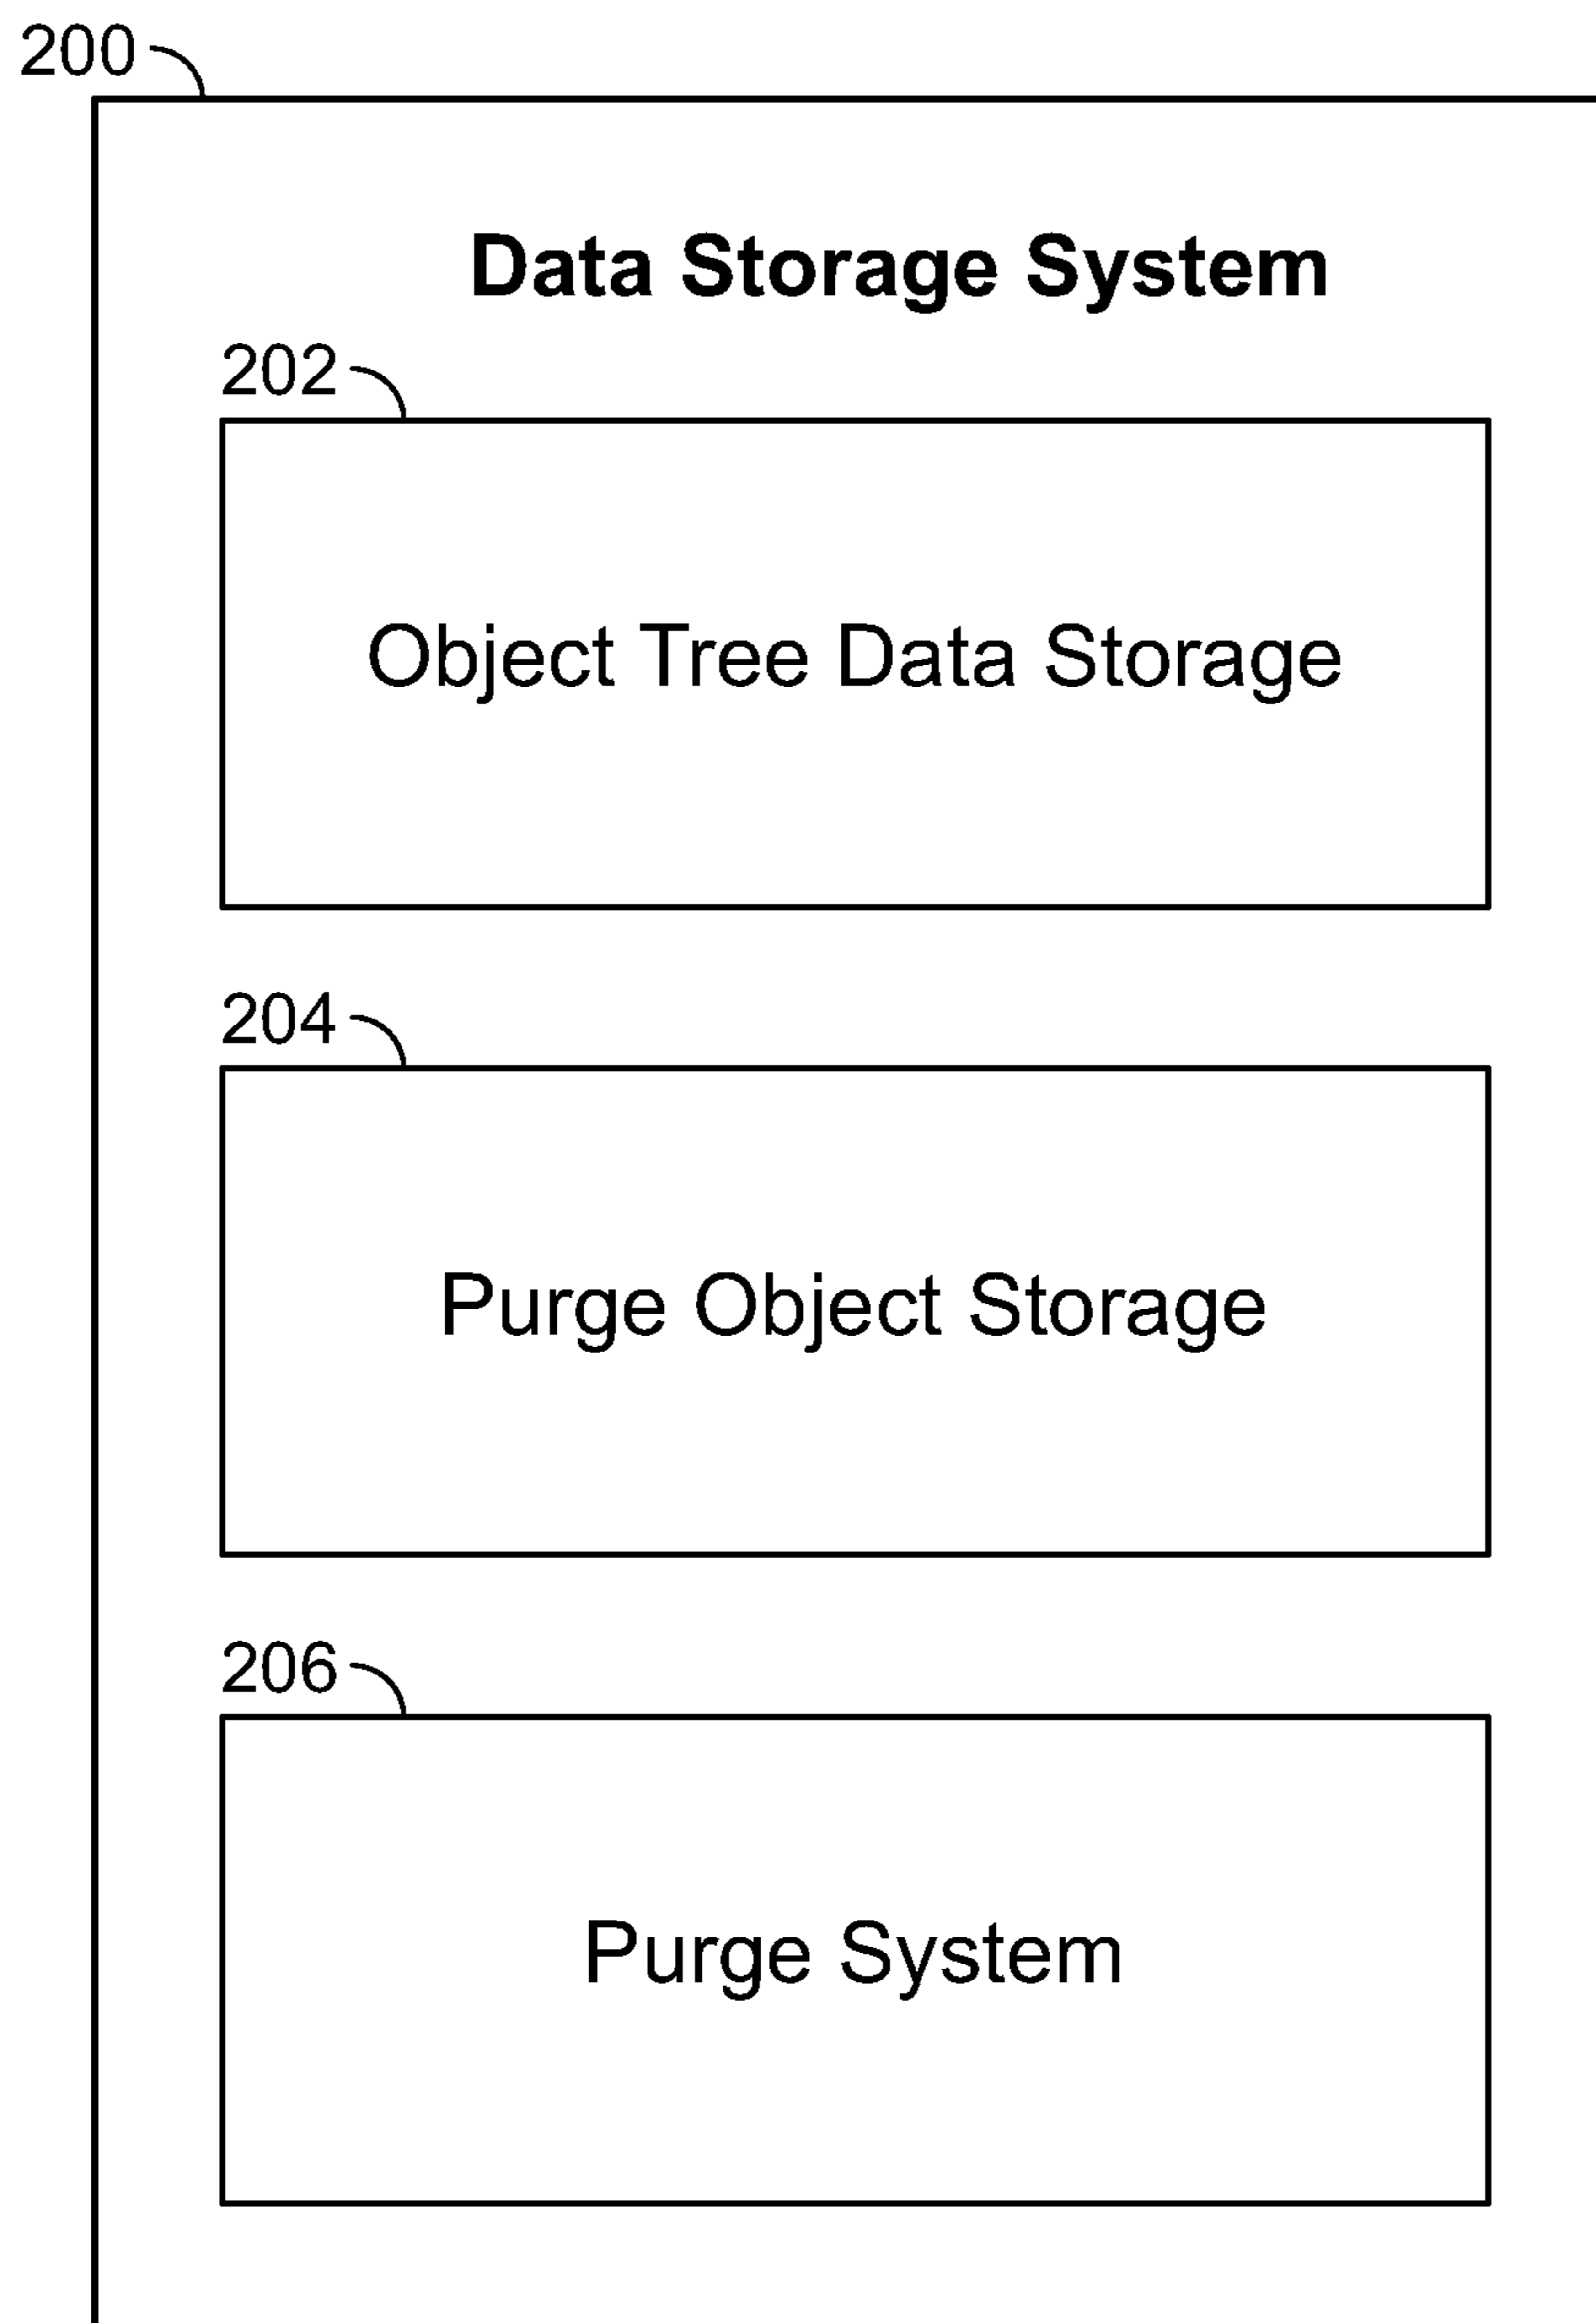 200
Data Storage System
202
Object Tree Data Storage
204
Purge Object Storage
206
Purge System